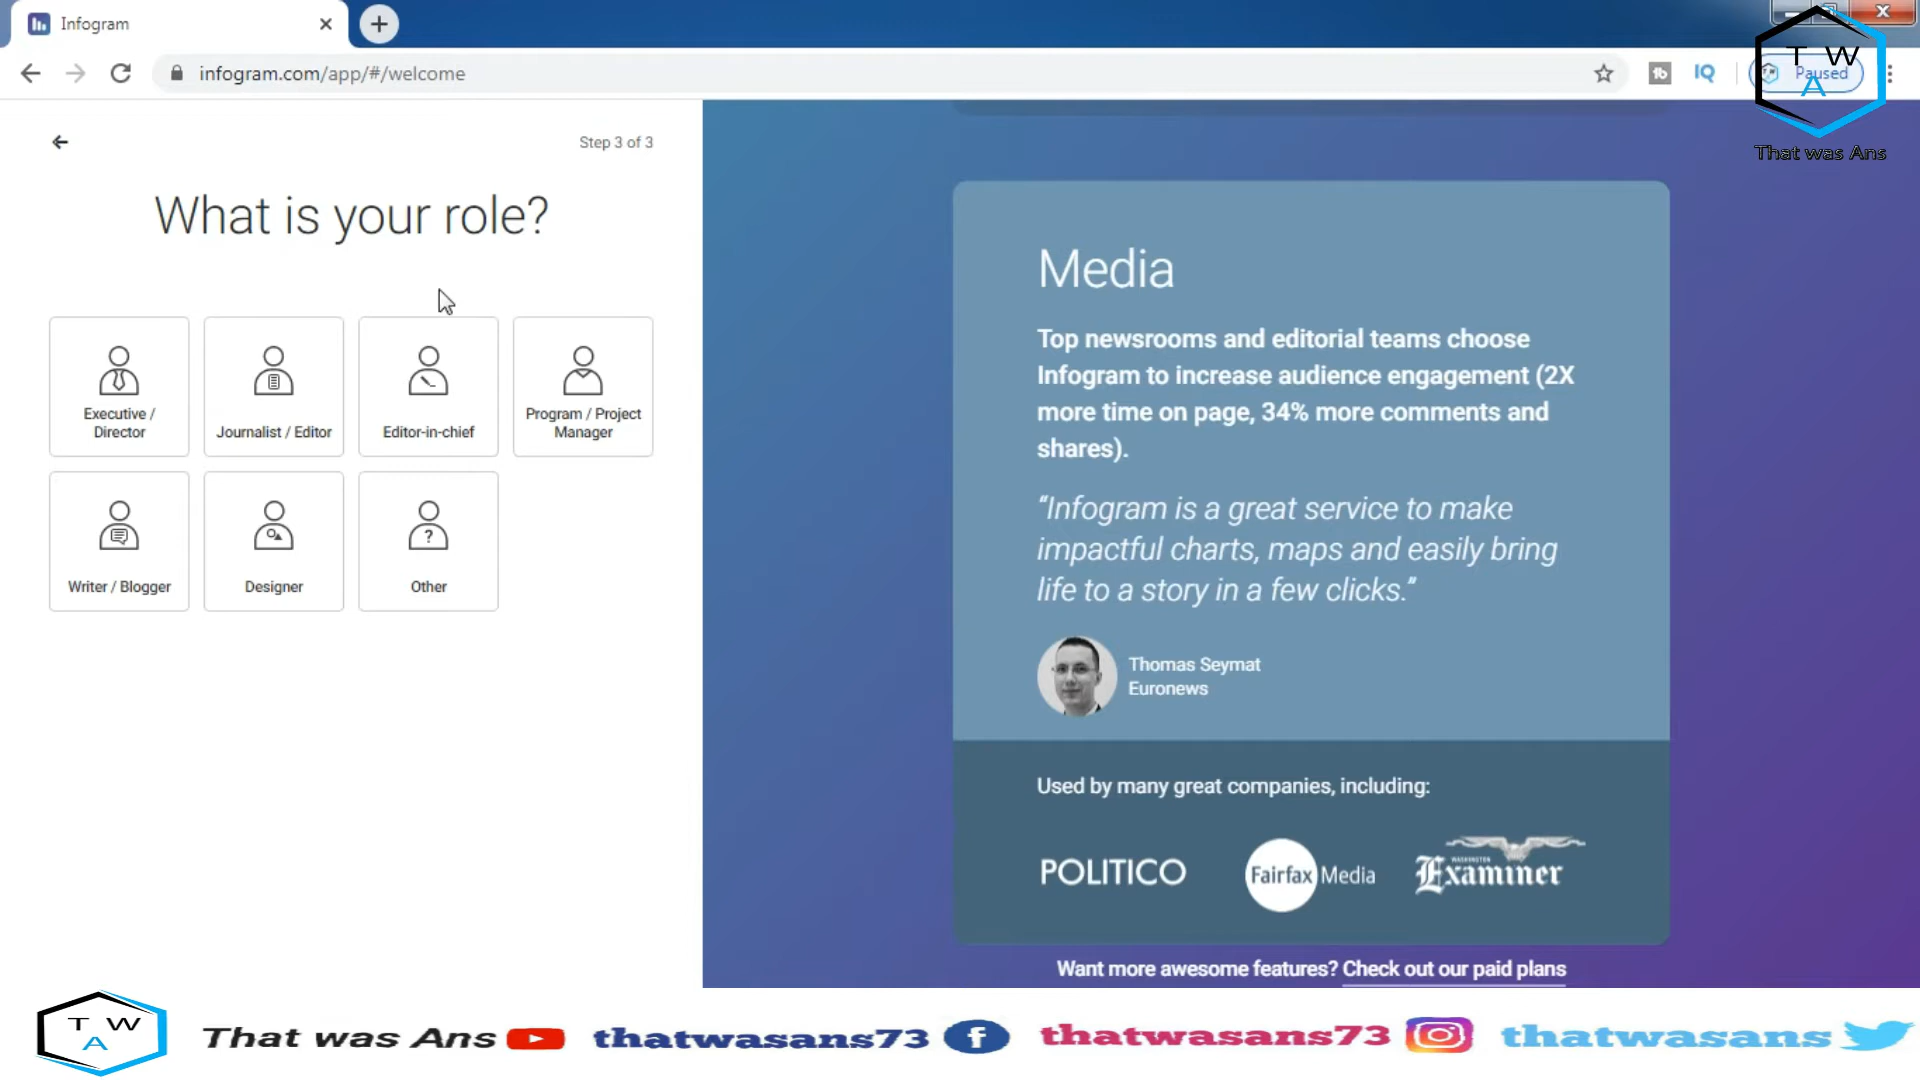 Infogram
infogram.com/app/#/welcome
IQ
Paused
T W
A
That was Ans
Step 3 of 3
What is your role?
Executive /
Director
Journalist / Editor
Editor-in-chief
Program / Project
Manager
Writer / Blogger
Designer
?
Other
Media
Top newsrooms and editorial teams choose
Infogram to increase audience engagement (2X
more time on page, 34% more comments and
shares).
“Infogram is a great service to make
impactful charts, maps and easily bring
life to a story in a few clicks.”
Thomas Seymat
Euronews
Used by many great companies, including:
POLITICO
Fairfax Media
WASHINGTON
Examiner
Want more awesome features? Check out our paid plans
T W
A
That was Ans
thatwasans73
f
thatwasans73
thatwasans